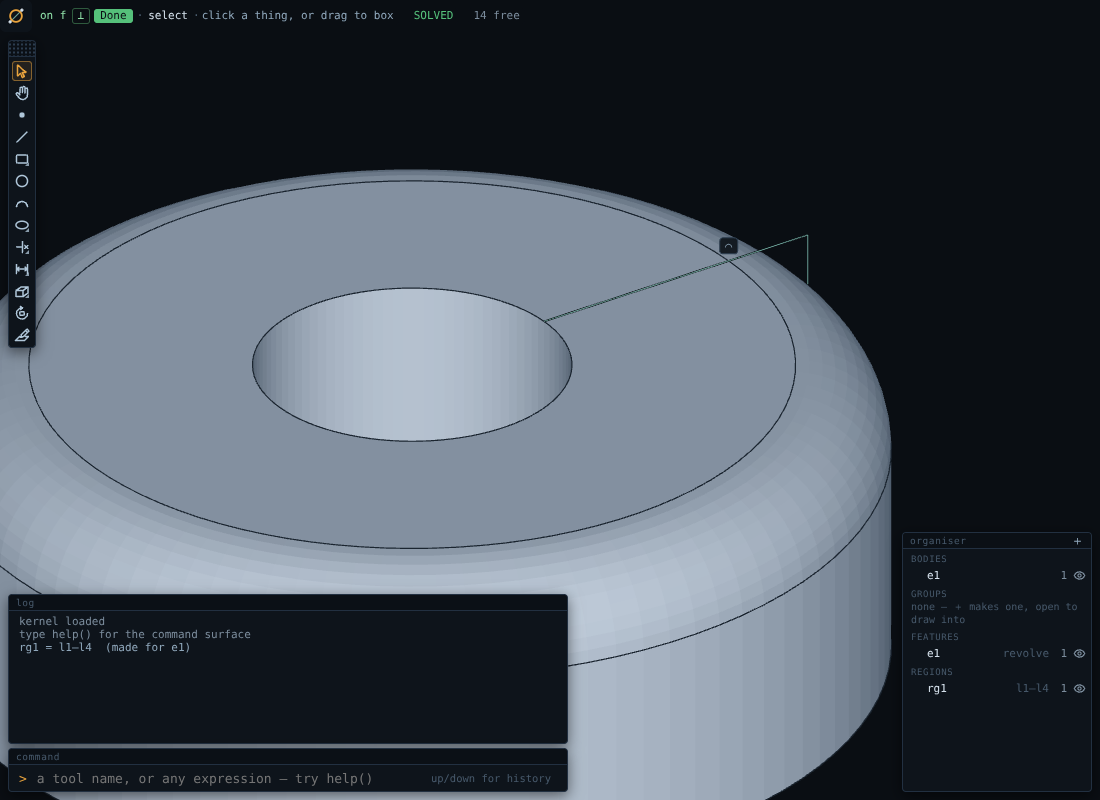 on f ⊥ Done · select · click a thing, or drag to box SOLVED 14 free
log
kernel loaded
type help() for the command surface
rg1 = l1—l4 (made for e1)
command
> a tool name, or any expression — try help() up/down for history
organiser +
BODIES
e1 1
GROUPS
none — + makes one, open to
draw into
FEATURES
e1 revolve 1
REGIONS
rg1 l1—l4 1